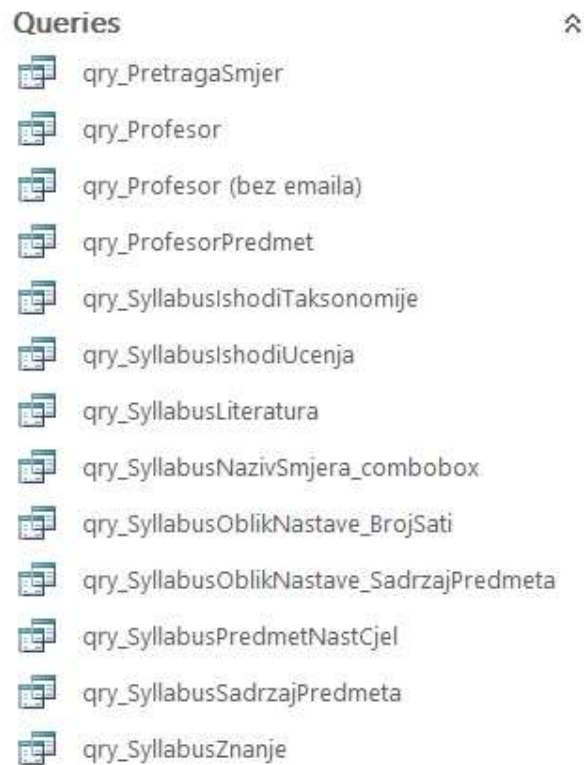 Queries
qry_PretragaSmjer
qry_Profesor
qry_Profesor (bez emaila)
qry_ProfesorPredmet
qry_SyllabusIshodiTaksonomije
qry_SyllabusIshodiUcenja
qry_SyllabusLiteratura
qry_SyllabusNazivSmjera_combobox
qry_SyllabusOblikNastave_BrojSati
qry_SyllabusOblikNastave_SadrzajPredmeta
qry_SyllabusPredmetNastCjel
qry_SyllabusSadrzajPredmeta
qry_SyllabusZnanje